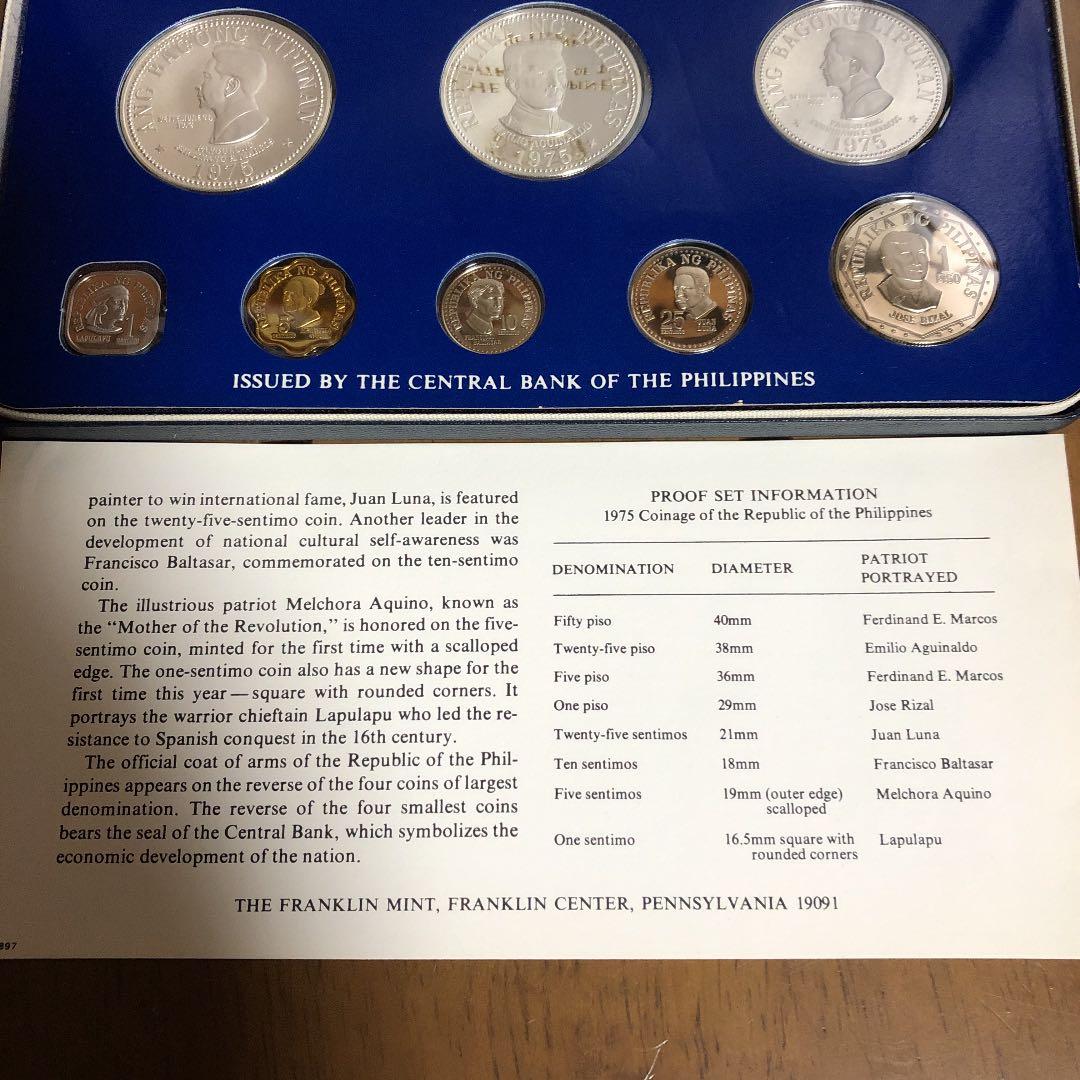 ANG BAGONG LIPUNAN
1975
REPUBLIKA NG PILIPINAS
EMILIO AGUINALDO
1975
ANG BAGONG LIPUNAN
FERDINAND E. MARCOS
1975
REPUBLIKA NG PILIPINAS
1
LAPULAPU
REPUBLIKA NG PILIPINAS
5
REPUBLIKA NG PILIPINAS
10
FRANCISCO BALTASAR
REPUBLIKA NG PILIPINAS
25
JUAN LUNA
REPUBLIKA NG PILIPINAS
1
PISO
JOSE RIZAL
ISSUED BY THE CENTRAL BANK OF THE PHILIPPINES
painter to win international fame, Juan Luna, is featured
on the twenty-five-sentimo coin. Another leader in the
development of national cultural self-awareness was
Francisco Baltasar, commemorated on the ten-sentimo
coin.
The illustrious patriot Melchora Aquino, known as
the "Mother of the Revolution," is honored on the five-
sentimo coin, minted for the first time with a scalloped
edge. The one-sentimo coin also has a new shape for the
first time this year — square with rounded corners. It
portrays the warrior chieftain Lapulapu who led the re-
sistance to Spanish conquest in the 16th century.
The official coat of arms of the Republic of the Phil-
ippines appears on the reverse of the four coins of largest
denomination. The reverse of the four smallest coins
bears the seal of the Central Bank, which symbolizes the
economic development of the nation.
PROOF SET INFORMATION
1975 Coinage of the Republic of the Philippines
DENOMINATION DIAMETER PATRIOT PORTRAYED
Fifty piso 40mm Ferdinand E. Marcos
Twenty-five piso 38mm Emilio Aguinaldo
Five piso 36mm Ferdinand E. Marcos
One piso 29mm Jose Rizal
Twenty-five sentimos 21mm Juan Luna
Ten sentimos 18mm Francisco Baltasar
Five sentimos 19mm (outer edge) Melchora Aquino
scalloped
One sentimo 16.5mm square with Lapulapu
rounded corners
THE FRANKLIN MINT, FRANKLIN CENTER, PENNSYLVANIA 19091
897